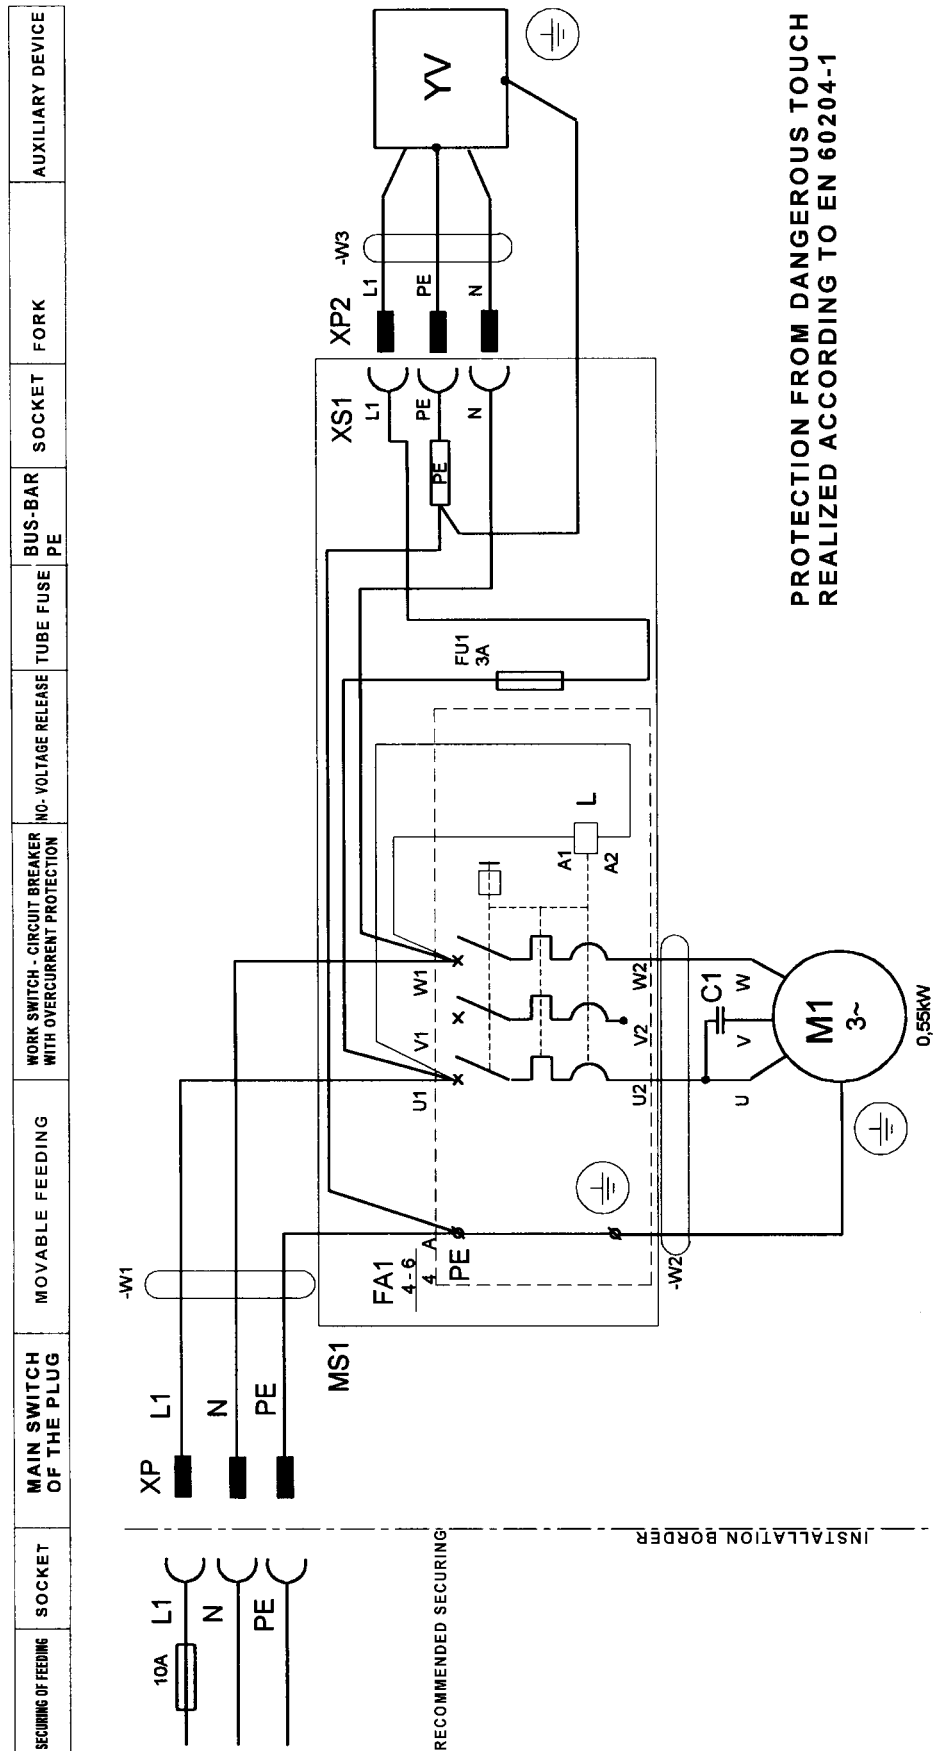 SECURING OF FEEDING
SOCKET
MAIN SWITCH
OF THE PLUG
MOVABLE FEEDING
WORK SWITCH - CIRCUIT BREAKER
WITH OVERCURRENT PROTECTION
NO- VOLTAGE RELEASE
TUBE FUSE
BUS-BAR
PE
SOCKET
FORK
AUXILIARY DEVICE
10A
L1
N
PE
XP
L1
N
PE
-W1
RECOMMENDED SECURING
INSTALLATION BORDER
MS1
FA1
4 - 6
4
A
PE
U1
V1
W1
U2
V2
W2
A1
A2
L
FU1
3A
PE
XS1
L1
PE
N
XP2
L1
PE
N
-W3
YV
-W2
C1
U
V
W
M1
3~
0,55kW
PROTECTION FROM DANGEROUS TOUCH
REALIZED ACCORDING TO EN 60204-1